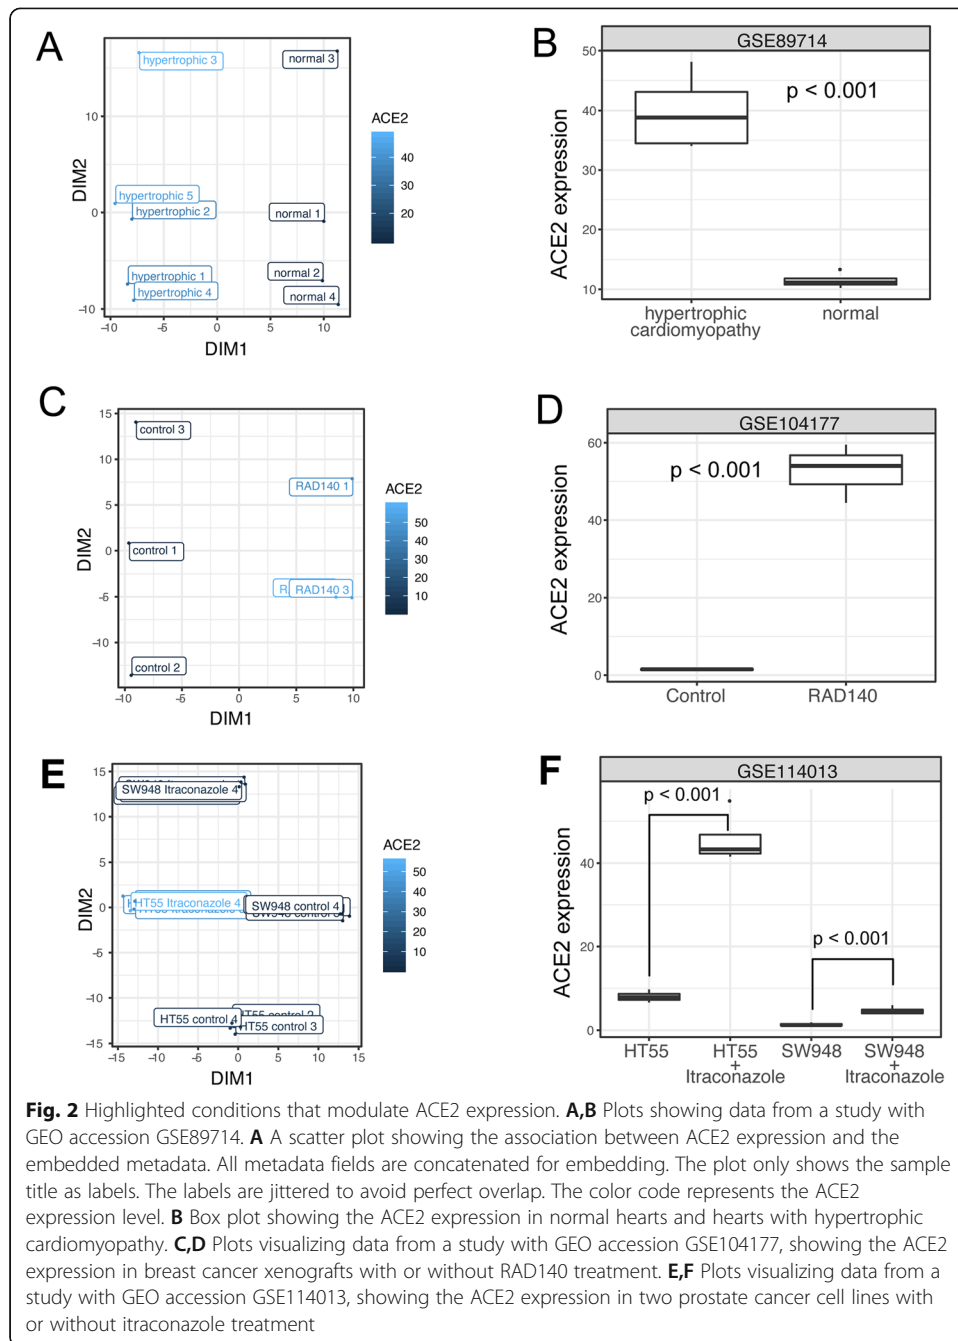 A
hypertrophic 3
normal 3
hypertrophic 5
hypertrophic 2
normal 1
hypertrophic 1
hypertrophic 4
normal 2
normal 4
10
0
−10
−10
−5
0
5
10
DIM2
DIM1
ACE2
40
30
20
B
GSE89714
p < 0.001
50
40
30
20
10
ACE2 expression
hypertrophic
cardiomyopathy
normal
C
control 3
RAD140 1
control 1
RAD140 3
control 2
15
10
5
0
−5
−10
−10
−5
0
5
10
DIM2
DIM1
ACE2
50
40
30
20
10
D
GSE104177
p < 0.001
60
40
20
0
ACE2 expression
Control
RAD140
E
SW948 Itraconazole 4
HT55 Itraconazole 4
SW948 control 4
HT55 control 4
HT55 control 3
15
10
5
0
−5
−10
−15
−15
−10
−5
0
5
10
15
DIM2
DIM1
ACE2
50
40
30
20
10
F
GSE114013
p < 0.001
p < 0.001
40
20
0
ACE2 expression
HT55
HT55
+
Itraconazole
SW948
SW948
+
Itraconazole
Fig. 2 Highlighted conditions that modulate ACE2 expression. A,B Plots showing data from a study with
GEO accession GSE89714. A A scatter plot showing the association between ACE2 expression and the
embedded metadata. All metadata fields are concatenated for embedding. The plot only shows the sample
title as labels. The labels are jittered to avoid perfect overlap. The color code represents the ACE2
expression level. B Box plot showing the ACE2 expression in normal hearts and hearts with hypertrophic
cardiomyopathy. C,D Plots visualizing data from a study with GEO accession GSE104177, showing the ACE2
expression in breast cancer xenografts with or without RAD140 treatment. E,F Plots visualizing data from a
study with GEO accession GSE114013, showing the ACE2 expression in two prostate cancer cell lines with
or without itraconazole treatment